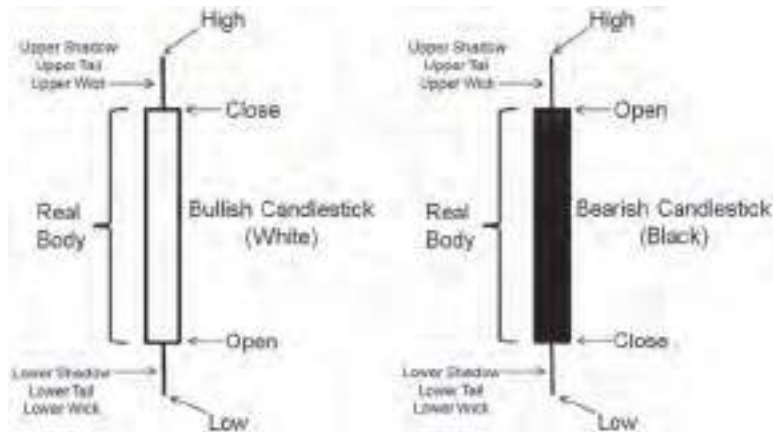 High
Upper Shadow
Upper Tail
Upper Wick
Close
Real
Body
Bullish Candlestick
(White)
Open
Lower Shadow
Lower Tail
Lower Wick
Low
High
Upper Shadow
Upper Tail
Upper Wick
Open
Real
Body
Bearish Candlestick
(Black)
Close
Lower Shadow
Lower Tail
Lower Wick
Low